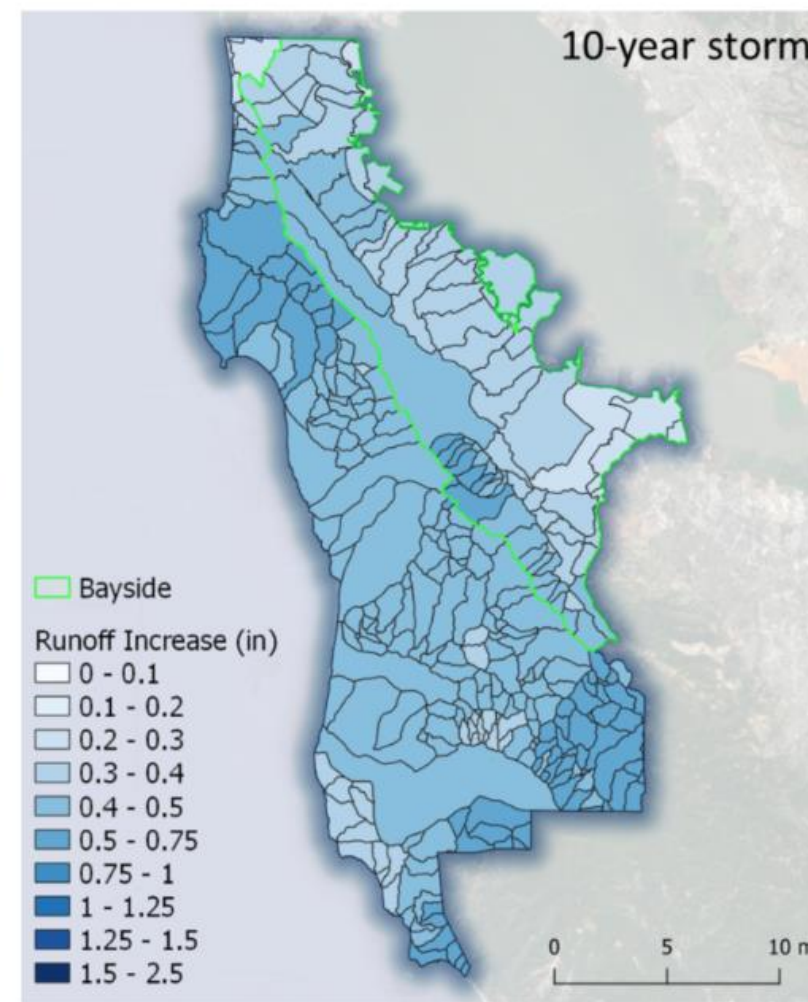 10-year storm
Bayside
Runoff Increase (in)
0 - 0.1
0.1 - 0.2
0.2 - 0.3
0.3 - 0.4
0.4 - 0.5
0.5 - 0.75
0.75 - 1
1 - 1.25
1.25 - 1.5
1.5 - 2.5
0 5 10 m